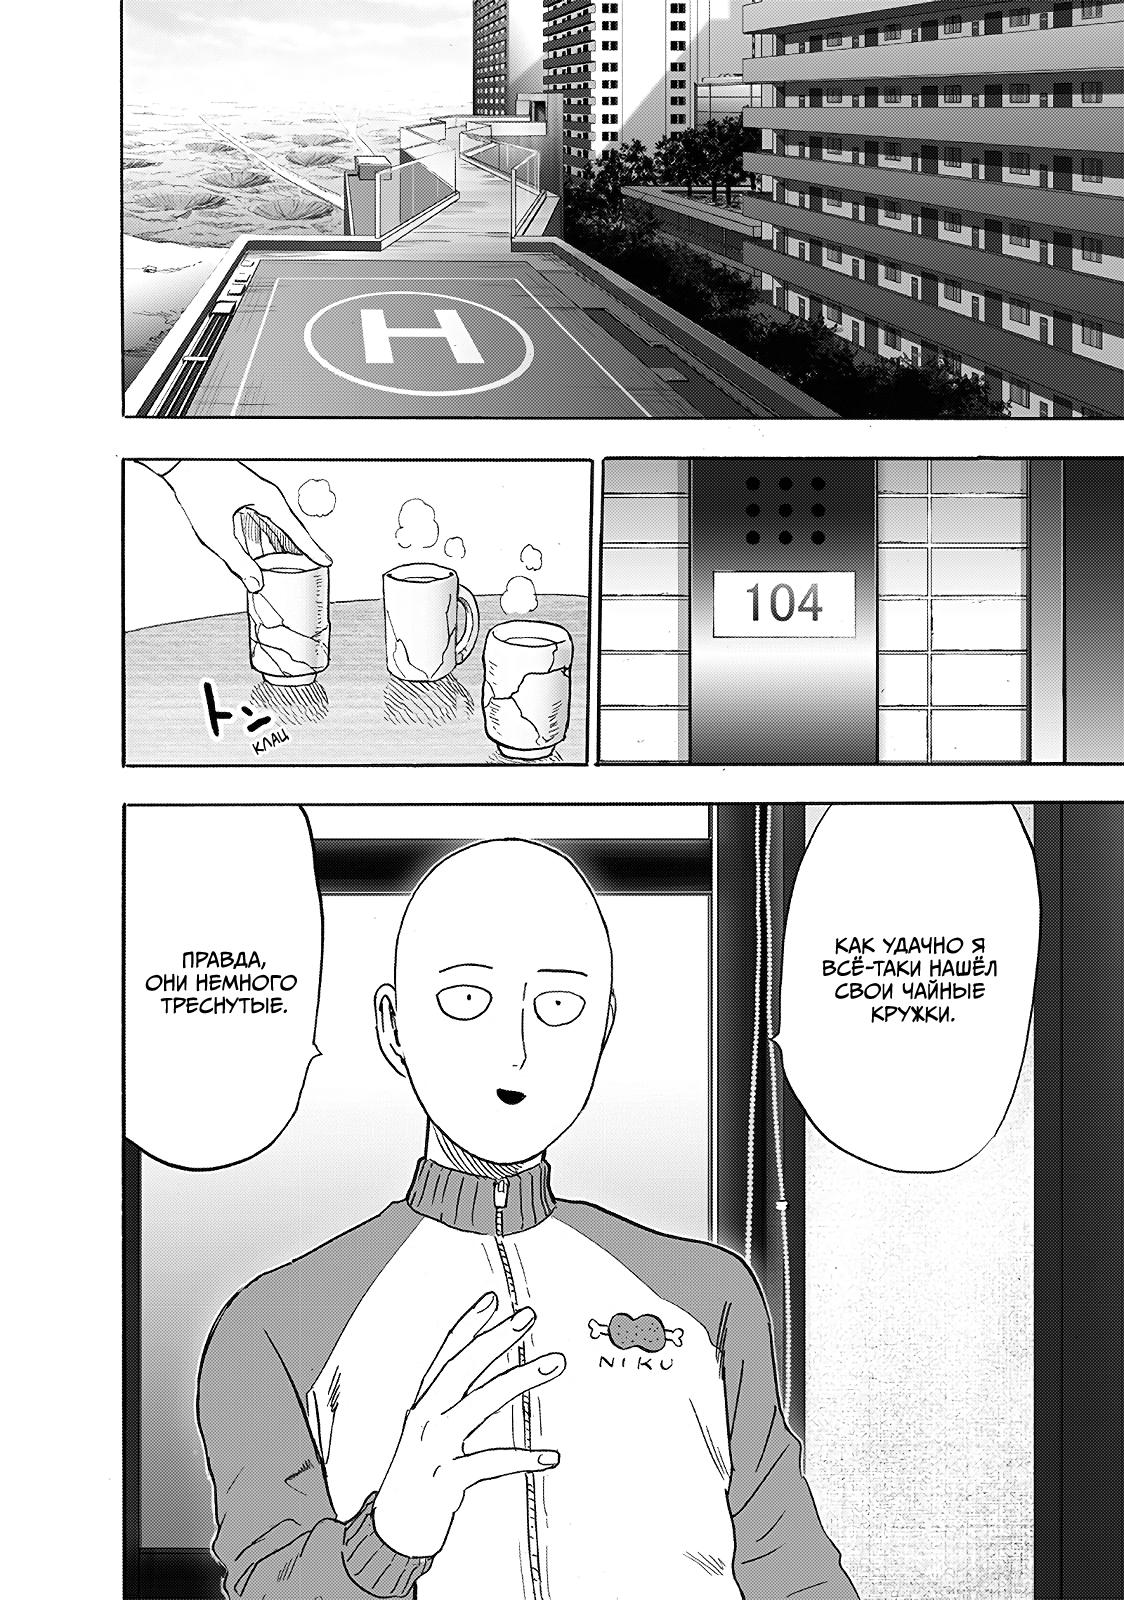 H
104
トン
КЛАЦ
КАК УДАЧНО Я
ВСЁ-ТАКИ НАШЁЛ
СВОИ ЧАЙНЫЕ
КРУЖКИ.
ПРАВДА,
ОНИ НЕМНОГО
ТРЕСНУТЫЕ.
NIKU